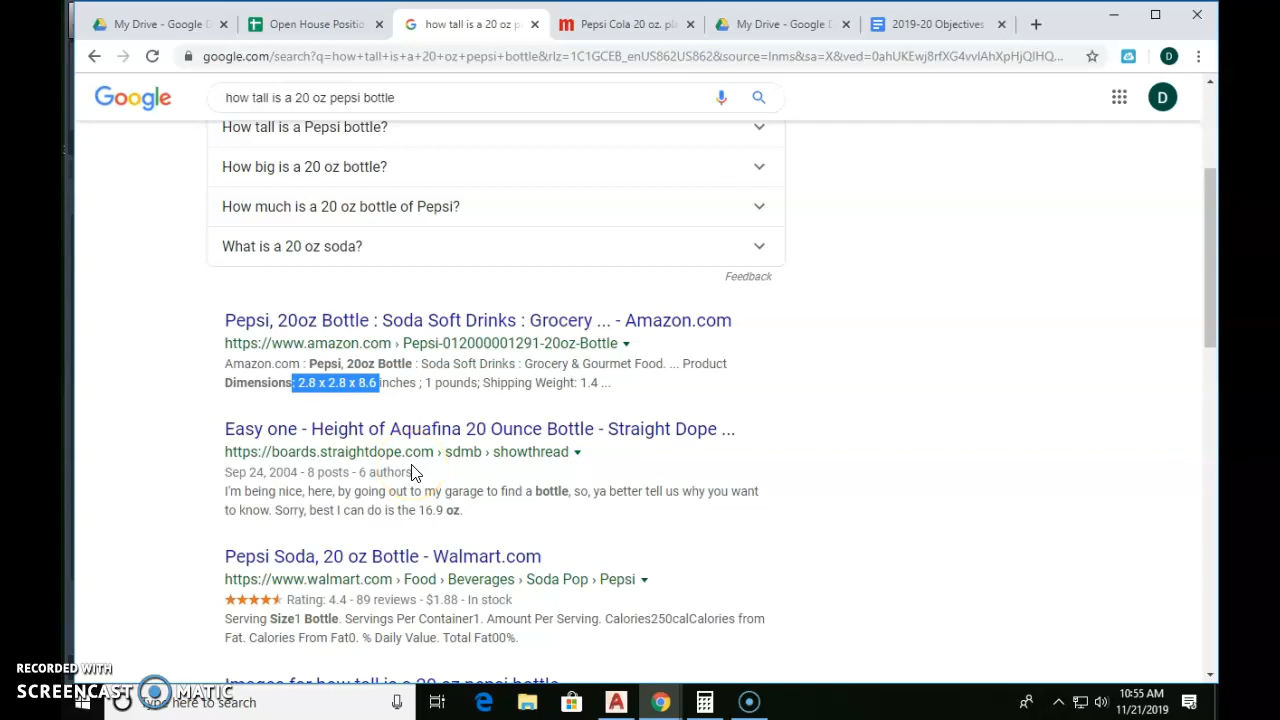 My Drive - Google D
Open House Positio
how tall is a 20 oz p
Pepsi Cola 20 oz. pla
My Drive - Google D
2019-20 Objectives
google.com/search?q=how+tall+is+a+20+oz+pepsi+bottle&rlz=1C1GCEB_enUS862US862&source=lnms&sa=X&ved=0ahUKEwj8rfXG4vvlAhXpHjQIHQ...
D
Google
how tall is a 20 oz pepsi bottle
D
How tall is a Pepsi bottle?
How big is a 20 oz bottle?
How much is a 20 oz bottle of Pepsi?
What is a 20 oz soda?
Feedback
Pepsi, 20oz Bottle : Soda Soft Drinks : Grocery ... - Amazon.com
https://www.amazon.com › Pepsi-012000001291-20oz-Bottle
Amazon.com : Pepsi, 20oz Bottle : Soda Soft Drinks : Grocery & Gourmet Food. ... Product
Dimensions: 2.8 x 2.8 x 8.6 inches ; 1 pounds; Shipping Weight: 1.4 ...
Easy one - Height of Aquafina 20 Ounce Bottle - Straight Dope ...
https://boards.straightdope.com › sdmb › showthread
Sep 24, 2004 - 8 posts - 6 authors
I'm being nice, here, by going out to my garage to find a bottle, so, ya better tell us why you want
to know. Sorry, best I can do is the 16.9 oz.
Pepsi Soda, 20 oz Bottle - Walmart.com
https://www.walmart.com › Food › Beverages › Soda Pop › Pepsi
Rating: 4.4 - 89 reviews - $1.88 - In stock
Serving Size1 Bottle. Servings Per Container1. Amount Per Serving. Calories250calCalories from
Fat. Calories From Fat0. % Daily Value. Total Fat00%.
Images for how tall is a 20 oz pepsi bottle
RECORDED WITH
SCREENCAST MATIC
Type here to search
10:55 AM
11/21/2019